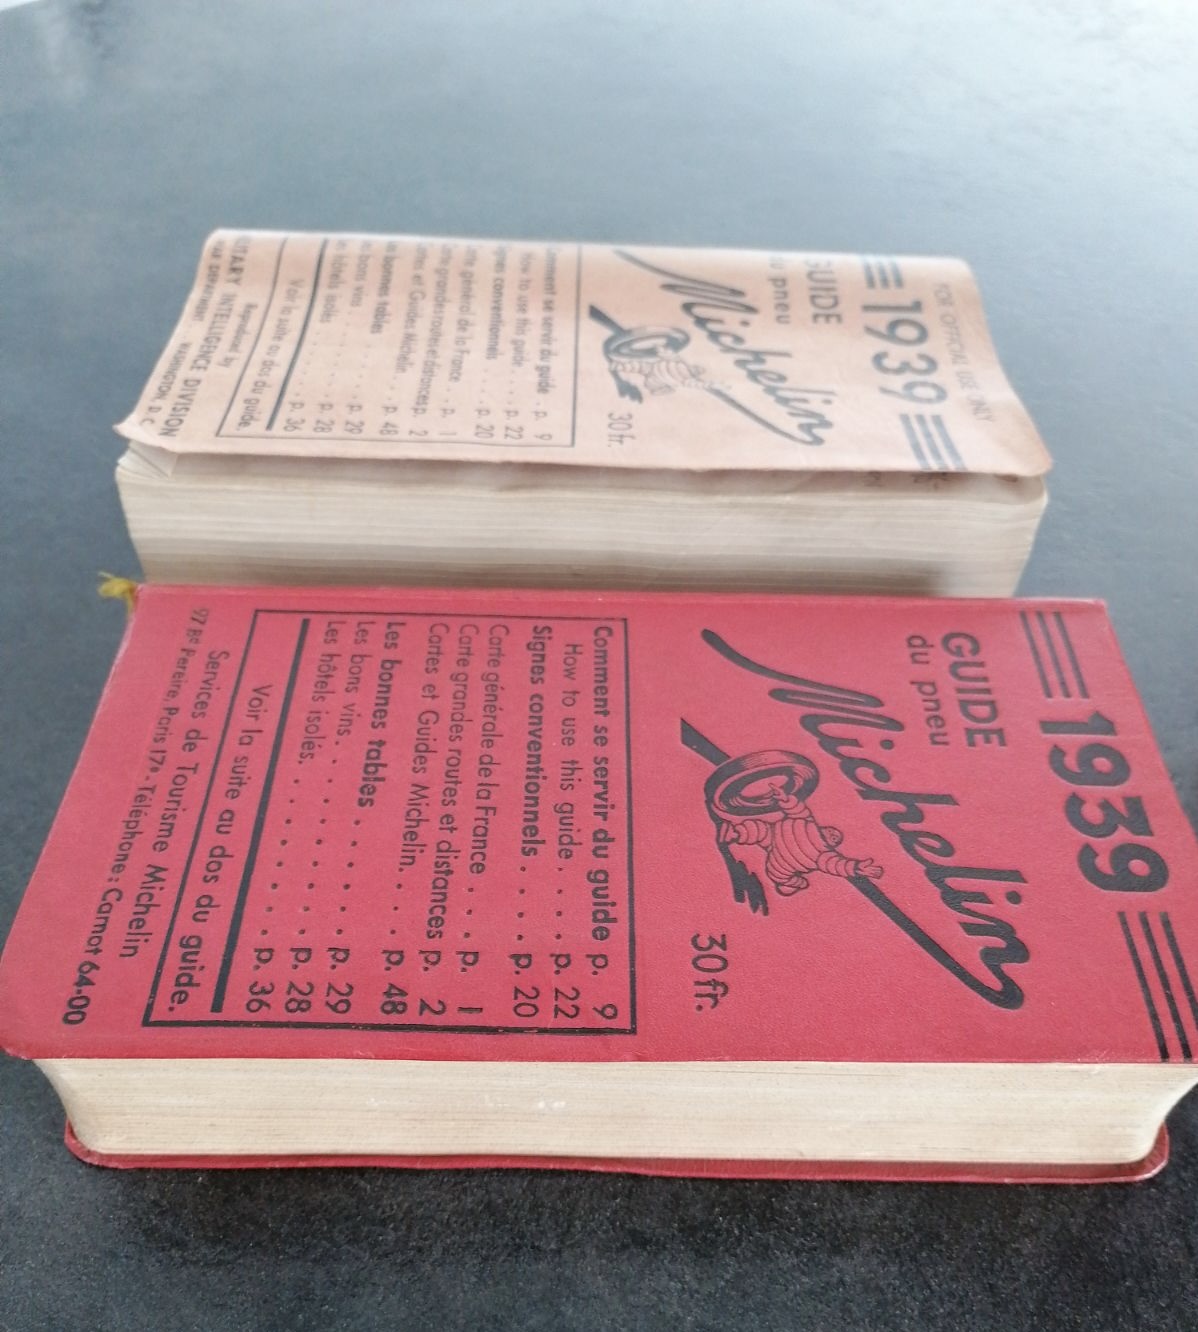 FOR OFFICIAL USE ONLY
1939
GUIDE
du pneu
Michelin
30 fr.
Comment se servir du guide . p. 9
How to use this guide . . . p. 22
Signes conventionnels . . . p. 20
Carte général de la France . . p. 1
Carte grandes routes et distances p. 2
Cartes et Guides Michelin . . p. 48
Les bonnes tables
Les bons vins . . . . . . p. 29
Les hôtels isolés . . . . . p. 28
. . . . . . . p. 36
Voir la suite au dos du guide.
Reproduced by
MILITARY INTELLIGENCE DIVISION
WAR DEPARTMENT WASHINGTON, D. C.
1939
GUIDE
du pneu
Michelin
30 fr.
Comment se servir du guide p. 9
How to use this guide . . . . p. 22
Signes conventionnels . . . . p. 20
Carte générale de la France . . . p. 1
Carte grandes routes et distances p. 2
Cartes et Guides Michelin . . . p. 48
Les bonnes tables . . . . . p. 29
Les bons vins . . . . . . . p. 28
Les hôtels isolés. . . . . . . p. 36
Voir la suite au dos du guide.
Services de Tourisme Michelin
97 Bd Pereire, Paris 17e - Téléphone : Carnot 64-00